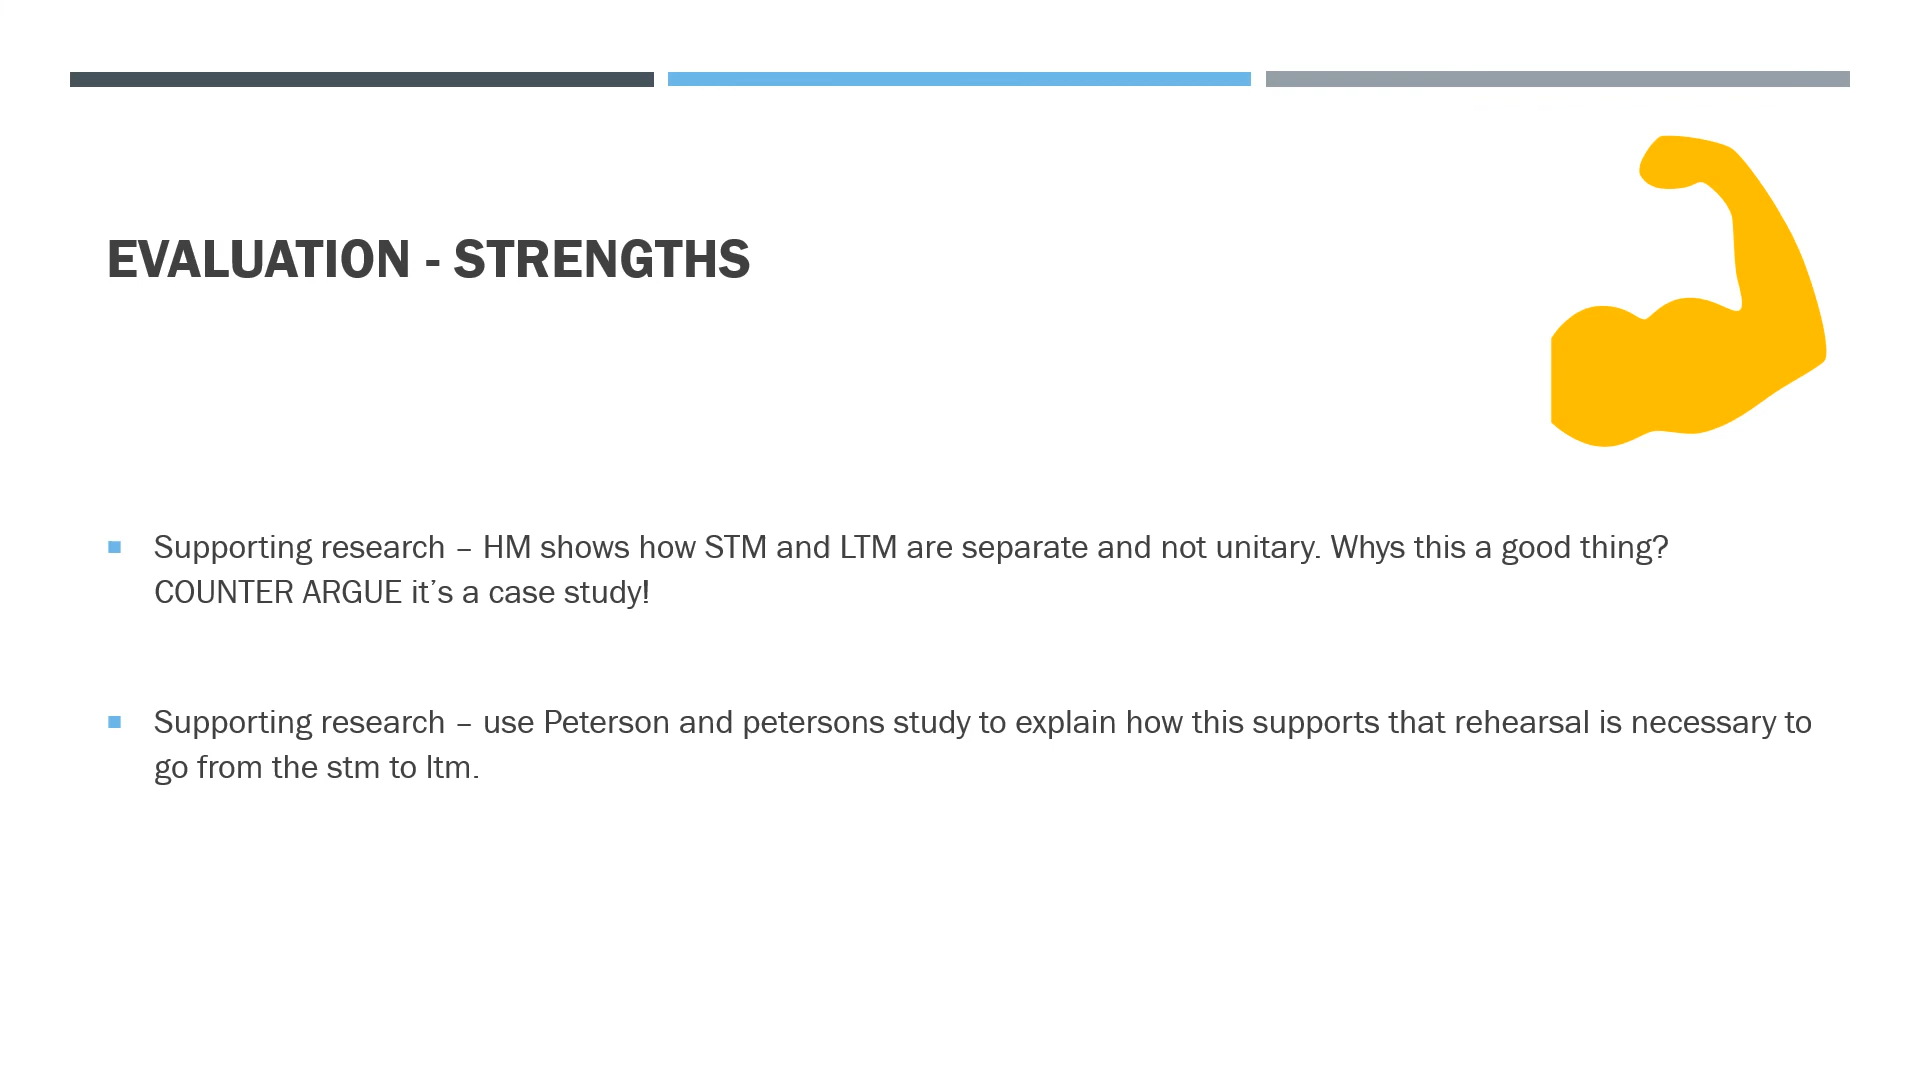 EVALUATION - STRENGTHS
Supporting research – HM shows how STM and LTM are separate and not unitary. Whys this a good thing?
COUNTER ARGUE it’s a case study!
Supporting research – use Peterson and petersons study to explain how this supports that rehearsal is necessary to
go from the stm to ltm.